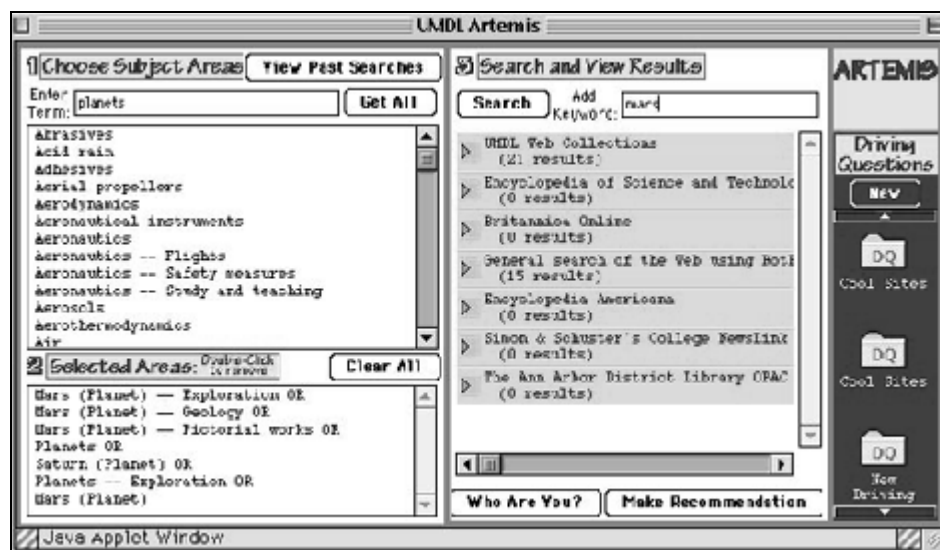 UMDL Artemis
1 Choose Subject Areas
View Past Searches
Enter Term: planets
Get All
Abrasives
Acid rain
Adhesives
Aerial propellers
Aerodynamics
Aeronautical instruments
Aeronautics
Aeronautics -- Flights
Aeronautics -- Safety measures
Aeronautics -- Study and teaching
Aerosols
Aerothermodynamics
Air
2 Selected Areas:
Double-Click to remove
Clear All
Mars (Planet) -- Exploration OR
Mars (Planet) -- Geology OR
Mars (Planet) -- Pictorial works OR
Planets OR
Saturn (Planet) OR
Planets -- Exploration OR
Mars (Planet)
3 Search and View Results
Search
Add Keyword: mars
UMDL Web Collections
(21 results)
Encyclopedia of Science and Technolo
(0 results)
Britannica Online
(0 results)
General search of the Web using HotB
(15 results)
Encyclopedia Americana
(0 results)
Simon & Schuster's College NewsLink
(0 results)
The Ann Arbor District Library OPAC
(0 results)
Who Are You?
Make Recommendation
ARTEMIS
Driving
Questions
New
DQ
Cool Sites
DQ
Cool Sites
DQ
New
Driving
Java Applet Window